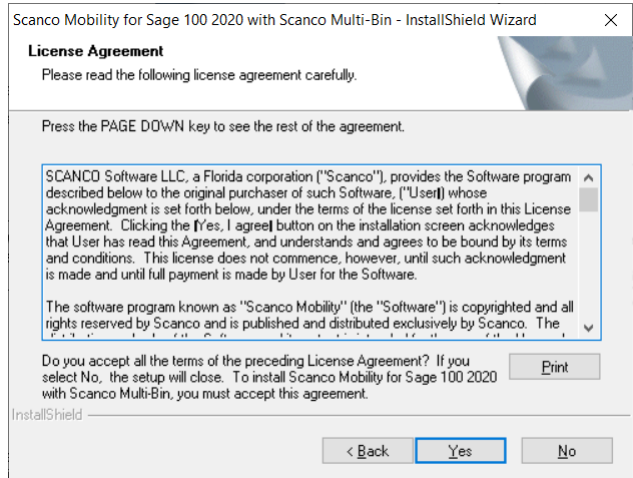 Scanco Mobility for Sage 100 2020 with Scanco Multi-Bin - InstallShield Wizard
License Agreement
Please read the following license agreement carefully.
Press the PAGE DOWN key to see the rest of the agreement.
SCANCO Software LLC, a Florida corporation ("Scanco"), provides the Software program
described below to the original purchaser of such Software, ("User) whose
acknowledgment is set forth below, under the terms of the license set forth in this License
Agreement. Clicking the Yes, I agree button on the installation screen acknowledges
that User has read this Agreement, and understands and agrees to be bound by its terms
and conditions. This license does not commence, however, until such acknowledgment
is made and until full payment is made by User for the Software.
The software program known as "Scanco Mobility" (the "Software") is copyrighted and all
rights reserved by Scanco and is published and distributed exclusively by Scanco. The
Do you accept all the terms of the preceding License Agreement? If you
select No, the setup will close. To install Scanco Mobility for Sage 100 2020
with Scanco Multi-Bin, you must accept this agreement.
Print
InstallShield
< Back
Yes
No